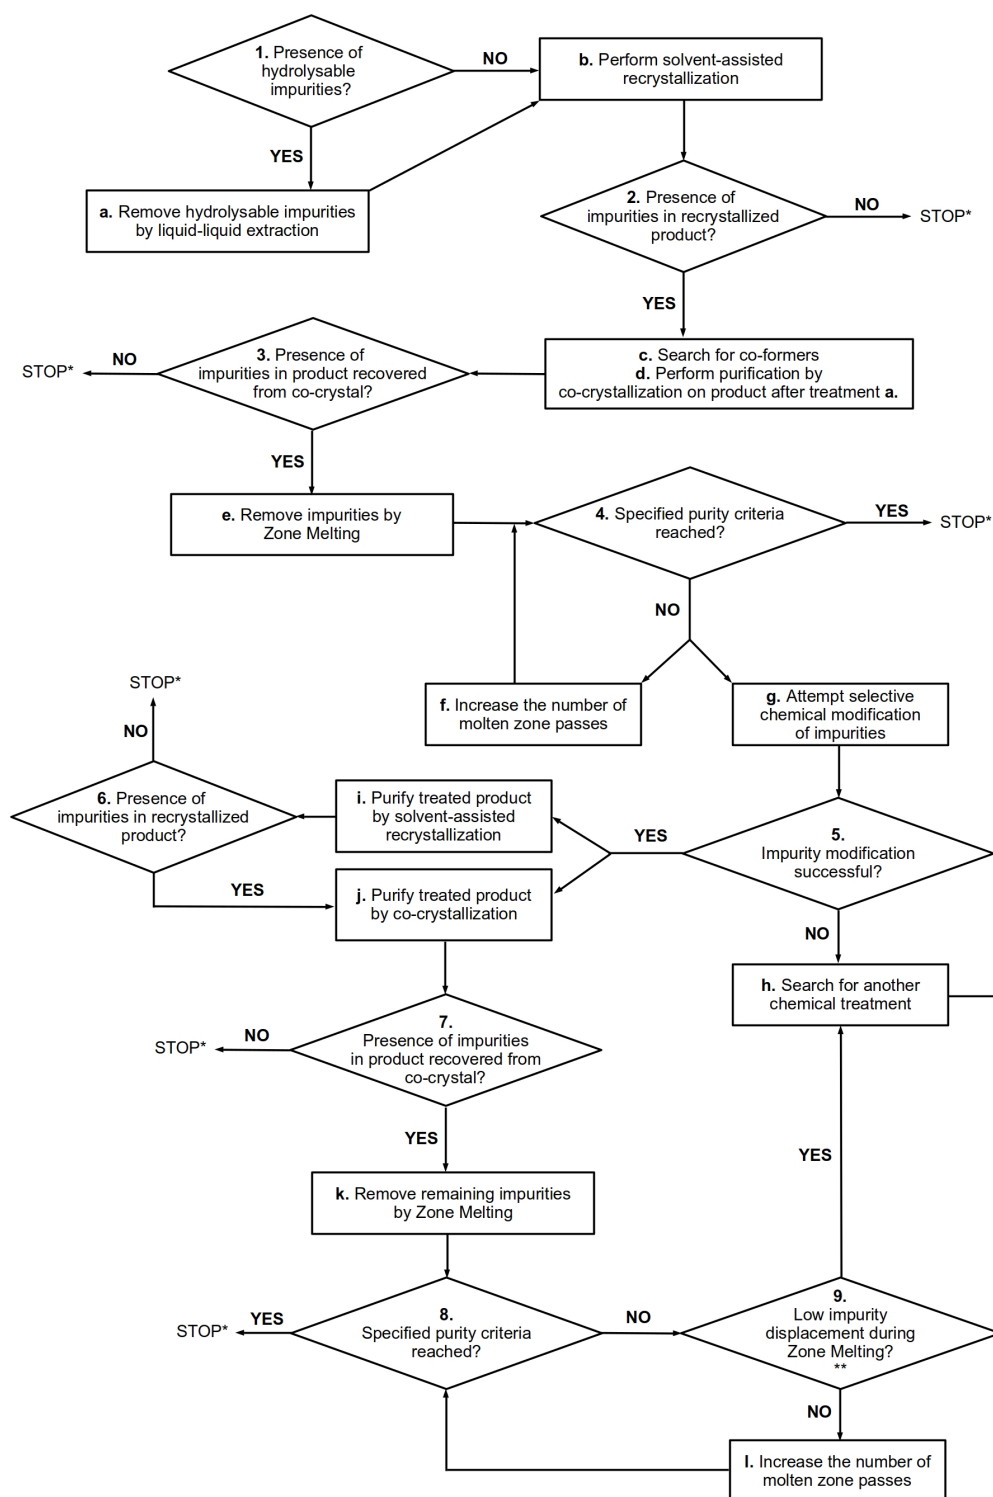 1. Presence of
hydrolysable
impurities?
NO
b. Perform solvent-assisted
recrystallization
YES
a. Remove hydrolysable impurities
by liquid-liquid extraction
2. Presence of
impurities in recrystallized
product?
NO
STOP*
YES
c. Search for co-formers
d. Perform purification by
co-crystallization on product after treatment a.
3. Presence of
impurities in product recovered
from co-crystal?
NO
STOP*
YES
e. Remove impurities by
Zone Melting
4. Specified purity criteria
reached?
YES
STOP*
NO
f. Increase the number of
molten zone passes
g. Attempt selective
chemical modification
of impurities
5.
Impurity modification
successful?
YES
NO
h. Search for another
chemical treatment
i. Purify treated product
by solvent-assisted
recrystallization
6. Presence of
impurities in recrystallized
product?
NO
STOP*
YES
j. Purify treated product
by co-crystallization
7.
Presence of impurities
in product recovered from
co-crystal?
NO
STOP*
YES
k. Remove remaining impurities
by Zone Melting
8.
Specified purity criteria
reached?
YES
STOP*
NO
9.
Low impurity
displacement during
Zone Melting?
**
YES
NO
l. Increase the number of
molten zone passes